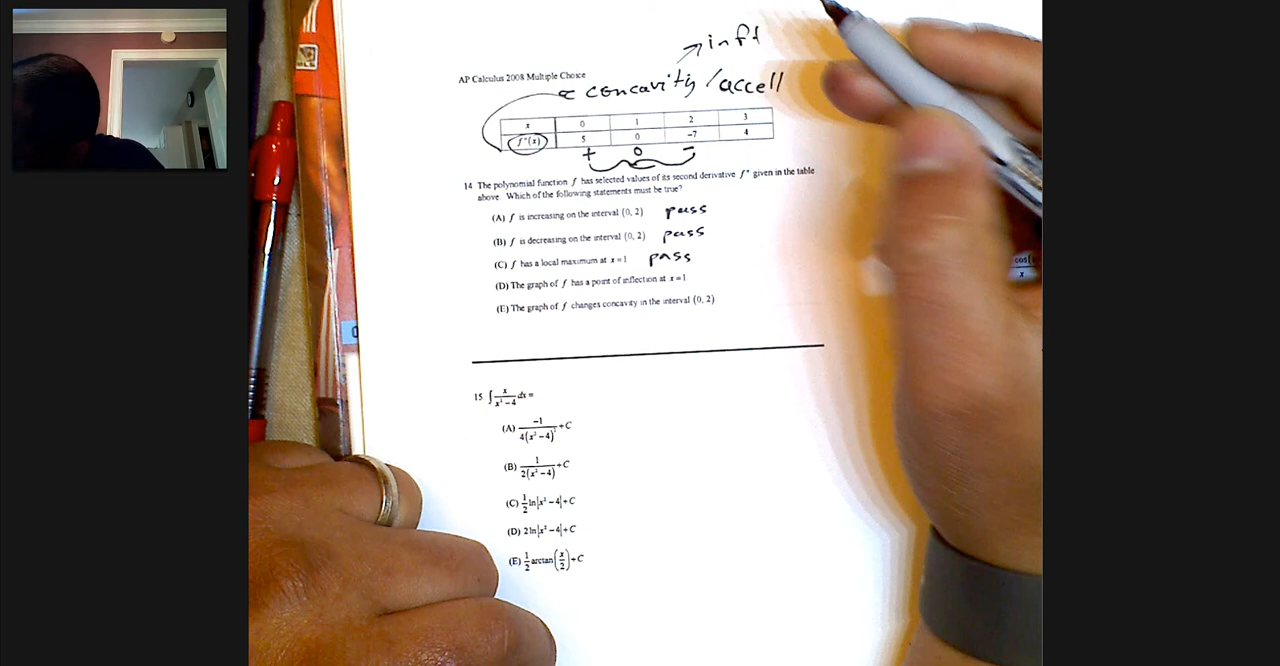 inft
AP Calculus 2008 Multiple Choice
concavity/accell
x 0 1 2 3
f"(x) 5 0 -7 4
+ 0 -
14 The polynomial function f has selected values of its second derivative f" given in the table
above. Which of the following statements must be true?
(A) f is increasing on the interval (0, 2) pass
(B) f is decreasing on the interval (0, 2) pass
(C) f has a local maximum at x = 1 pass
(D) The graph of f has a point of inflection at x = 1
(E) The graph of f changes concavity in the interval (0, 2)
15. ∫ x/(x² - 4) dx =
(A) -1/(4(x² - 4)²) + C
(B) 1/(2(x² - 4)) + C
(C) 1/2 ln|x² - 4| + C
(D) 2 ln|x² - 4| + C
(E) 1/2 arctan(x/2) + C